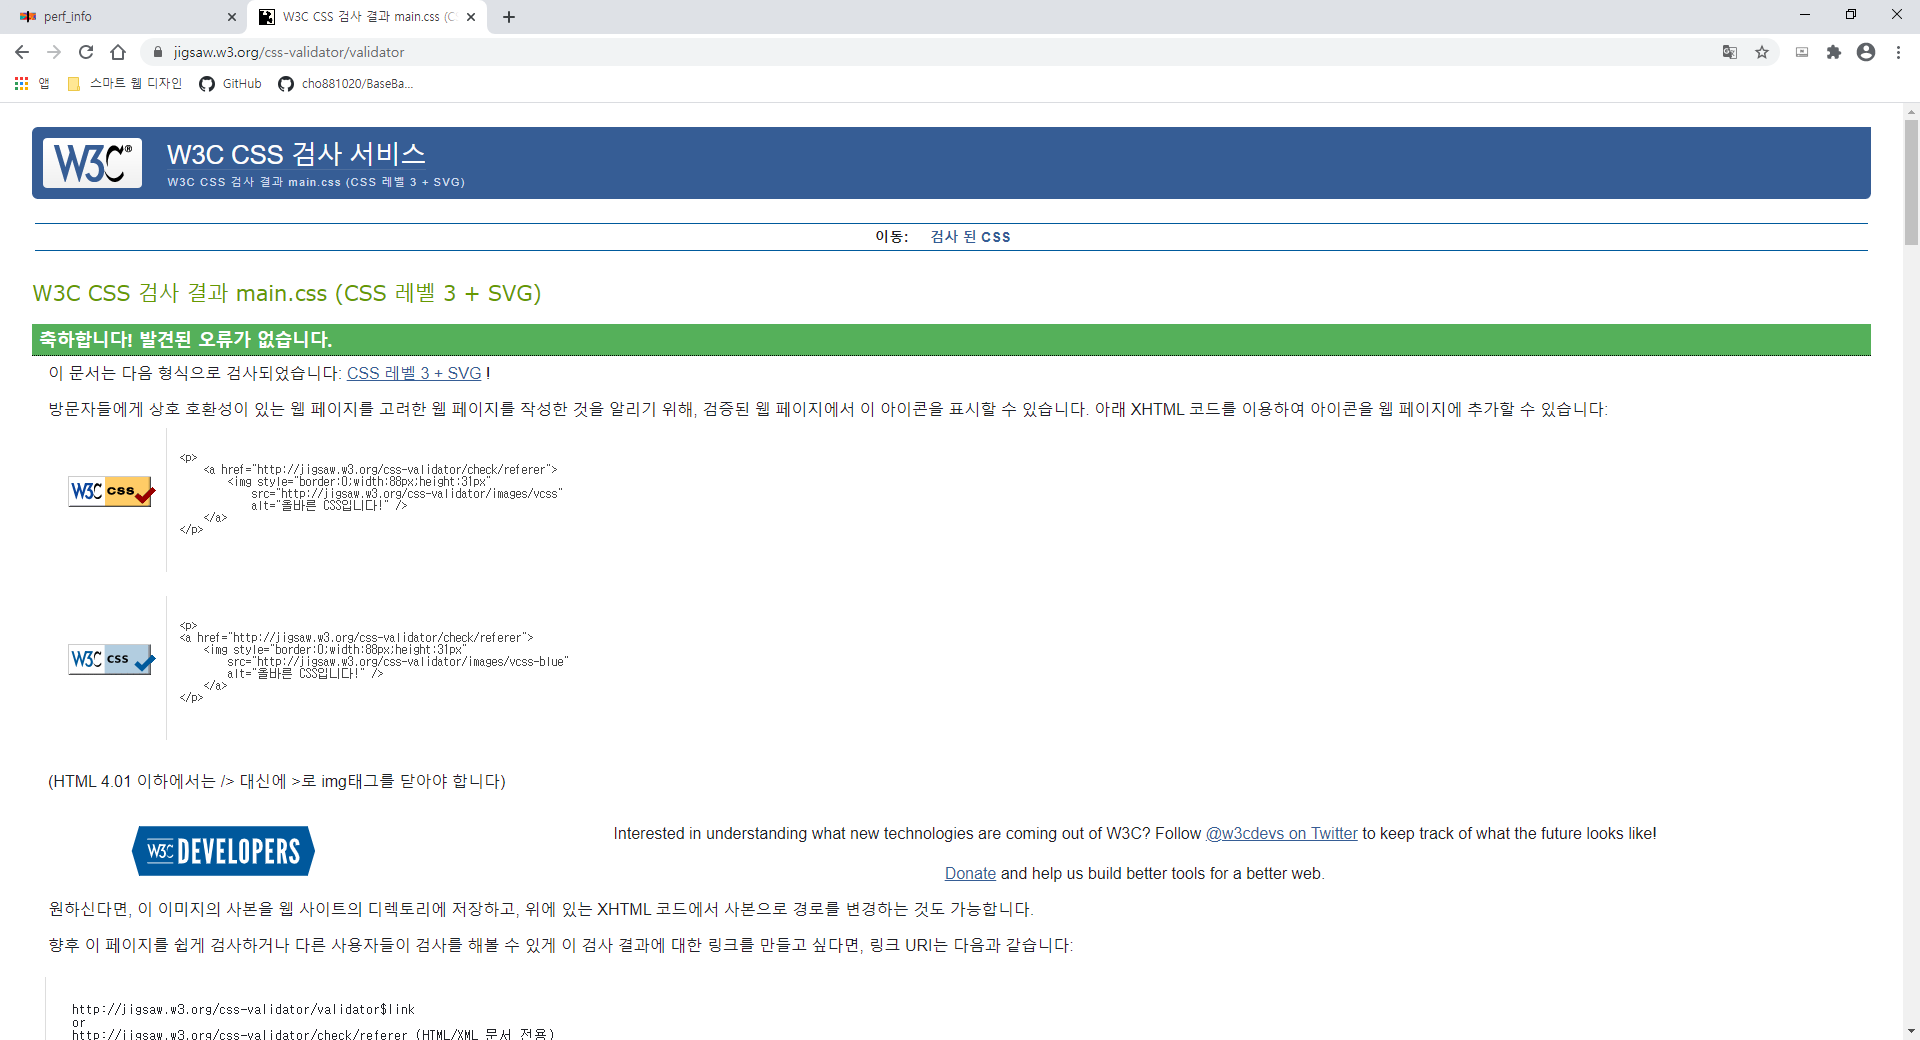 perf_info
W3C CSS 검사 결과 main.css (C
jigsaw.w3.org/css-validator/validator
앱
스마트 웹 디자인
GitHub
cho881020/BaseBa...
W3C®
W3C CSS 검사 서비스
W3C CSS 검사 결과 main.css (CSS 레벨 3 + SVG)
이동: 검사 된 CSS
W3C CSS 검사 결과 main.css (CSS 레벨 3 + SVG)
축하합니다! 발견된 오류가 없습니다.
이 문서는 다음 형식으로 검사되었습니다: CSS 레벨 3 + SVG !
방문자들에게 상호 호환성이 있는 웹 페이지를 고려한 웹 페이지를 작성한 것을 알리기 위해, 검증된 웹 페이지에서 이 아이콘을 표시할 수 있습니다. 아래 XHTML 코드를 이용하여 아이콘을 웹 페이지에 추가할 수 있습니다:
W3C css
<p>
<a href="http://jigsaw.w3.org/css-validator/check/referer">
<img style="border:0;width:88px;height:31px"
src="http://jigsaw.w3.org/css-validator/images/vcss"
alt="올바른 CSS입니다!" />
</a>
</p>
W3C css
<p>
<a href="http://jigsaw.w3.org/css-validator/check/referer">
<img style="border:0;width:88px;height:31px"
src="http://jigsaw.w3.org/css-validator/images/vcss-blue"
alt="올바른 CSS입니다!" />
</a>
</p>
(HTML 4.01 이하에서는 /> 대신에 >로 img태그를 닫아야 합니다)
W3C DEVELOPERS
Interested in understanding what new technologies are coming out of W3C? Follow @w3cdevs on Twitter to keep track of what the future looks like!
Donate and help us build better tools for a better web.
원하신다면, 이 이미지의 사본을 웹 사이트의 디렉토리에 저장하고, 위에 있는 XHTML 코드에서 사본으로 경로를 변경하는 것도 가능합니다.
향후 이 페이지를 쉽게 검사하거나 다른 사용자들이 검사를 해볼 수 있게 이 검사 결과에 대한 링크를 만들고 싶다면, 링크 URI는 다음과 같습니다:
http://jigsaw.w3.org/css-validator/validator$link
or
http://jigsaw.w3.org/css-validator/check/referer (HTML/XML 문서 전용)